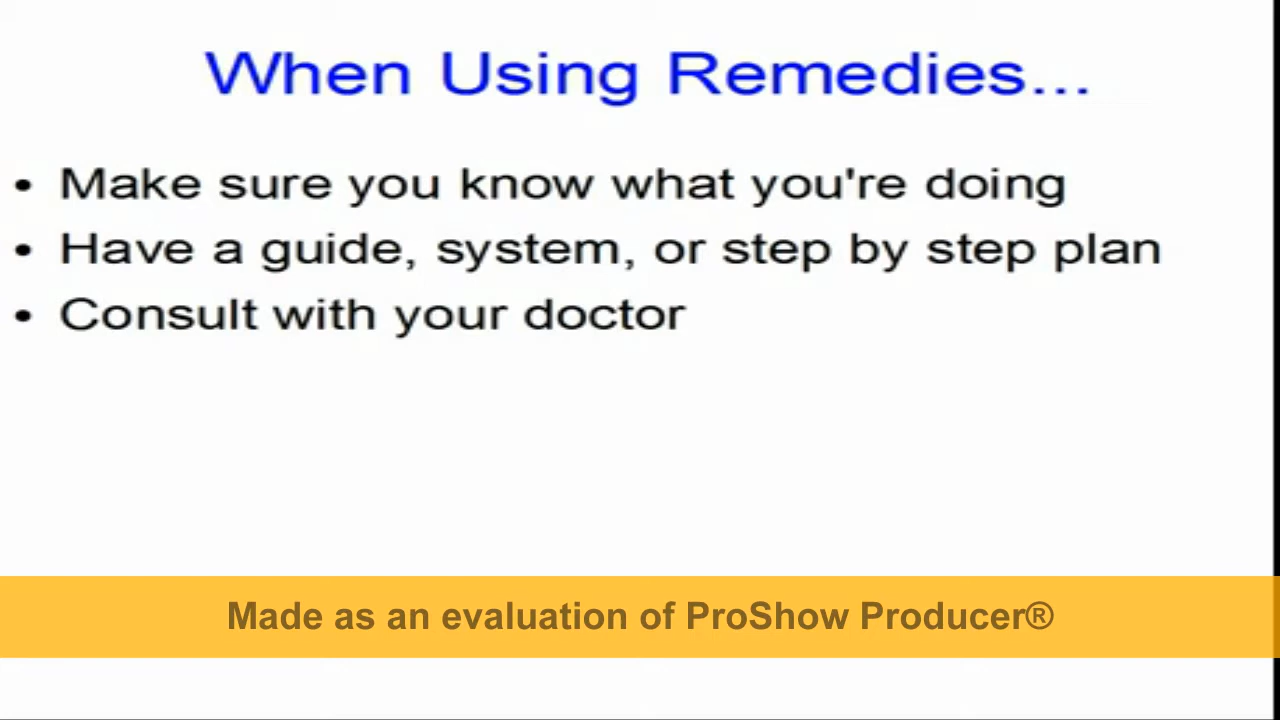 When Using Remedies...
• Make sure you know what you're doing
• Have a guide, system, or step by step plan
• Consult with your doctor
Made as an evaluation of ProShow Producer®